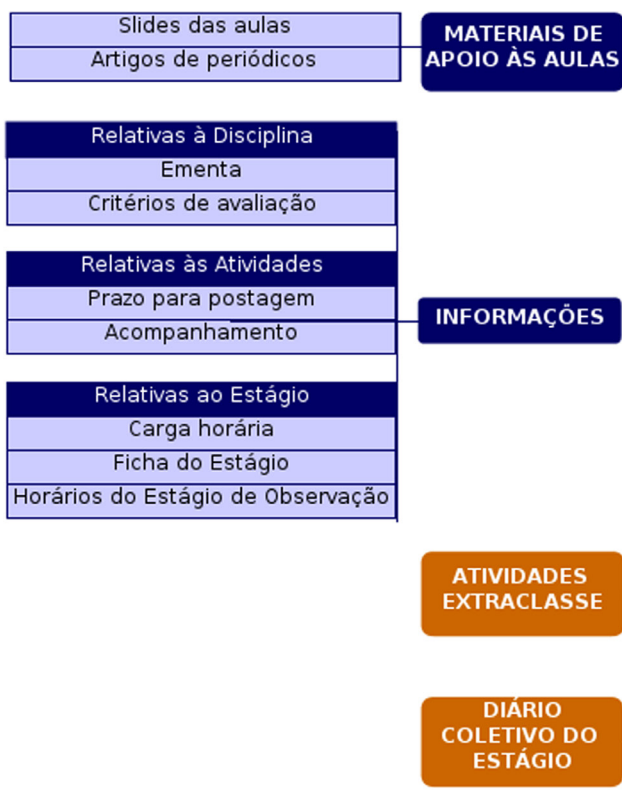 Slides das aulas
Artigos de periódicos
MATERIAIS DE
APOIO ÀS AULAS
Relativas à Disciplina
Ementa
Critérios de avaliação
Relativas às Atividades
Prazo para postagem
Acompanhamento
INFORMAÇÕES
Relativas ao Estágio
Carga horária
Ficha do Estágio
Horários do Estágio de Observação
ATIVIDADES
EXTRACLASSE
DIÁRIO
COLETIVO DO
ESTÁGIO